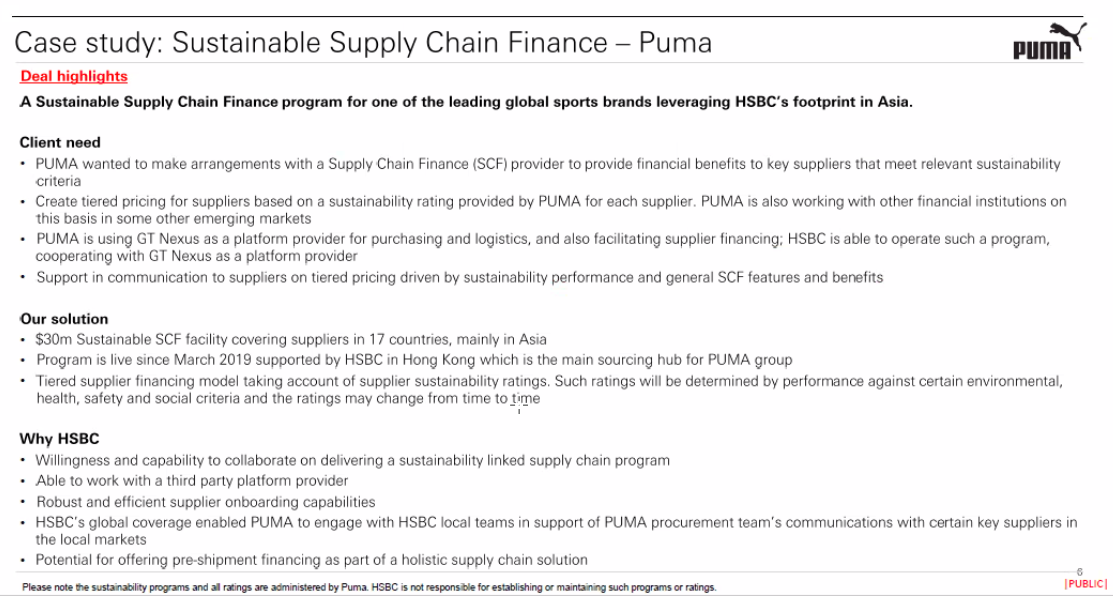 Case study: Sustainable Supply Chain Finance – Puma
PUMA
Deal highlights
A Sustainable Supply Chain Finance program for one of the leading global sports brands leveraging HSBC's footprint in Asia.
Client need
• PUMA wanted to make arrangements with a Supply Chain Finance (SCF) provider to provide financial benefits to key suppliers that meet relevant sustainability
criteria
• Create tiered pricing for suppliers based on a sustainability rating provided by PUMA for each supplier. PUMA is also working with other financial institutions on
this basis in some other emerging markets
• PUMA is using GT Nexus as a platform provider for purchasing and logistics, and also facilitating supplier financing; HSBC is able to operate such a program,
cooperating with GT Nexus as a platform provider
• Support in communication to suppliers on tiered pricing driven by sustainability performance and general SCF features and benefits
Our solution
• $30m Sustainable SCF facility covering suppliers in 17 countries, mainly in Asia
• Program is live since March 2019 supported by HSBC in Hong Kong which is the main sourcing hub for PUMA group
• Tiered supplier financing model taking account of supplier sustainability ratings. Such ratings will be determined by performance against certain environmental,
health, safety and social criteria and the ratings may change from time to time
Why HSBC
• Willingness and capability to collaborate on delivering a sustainability linked supply chain program
• Able to work with a third party platform provider
• Robust and efficient supplier onboarding capabilities
• HSBC's global coverage enabled PUMA to engage with HSBC local teams in support of PUMA procurement team's communications with certain key suppliers in
the local markets
• Potential for offering pre-shipment financing as part of a holistic supply chain solution
6
Please note the sustainability programs and all ratings are administered by Puma. HSBC is not responsible for establishing or maintaining such programs or ratings.
|PUBLIC|